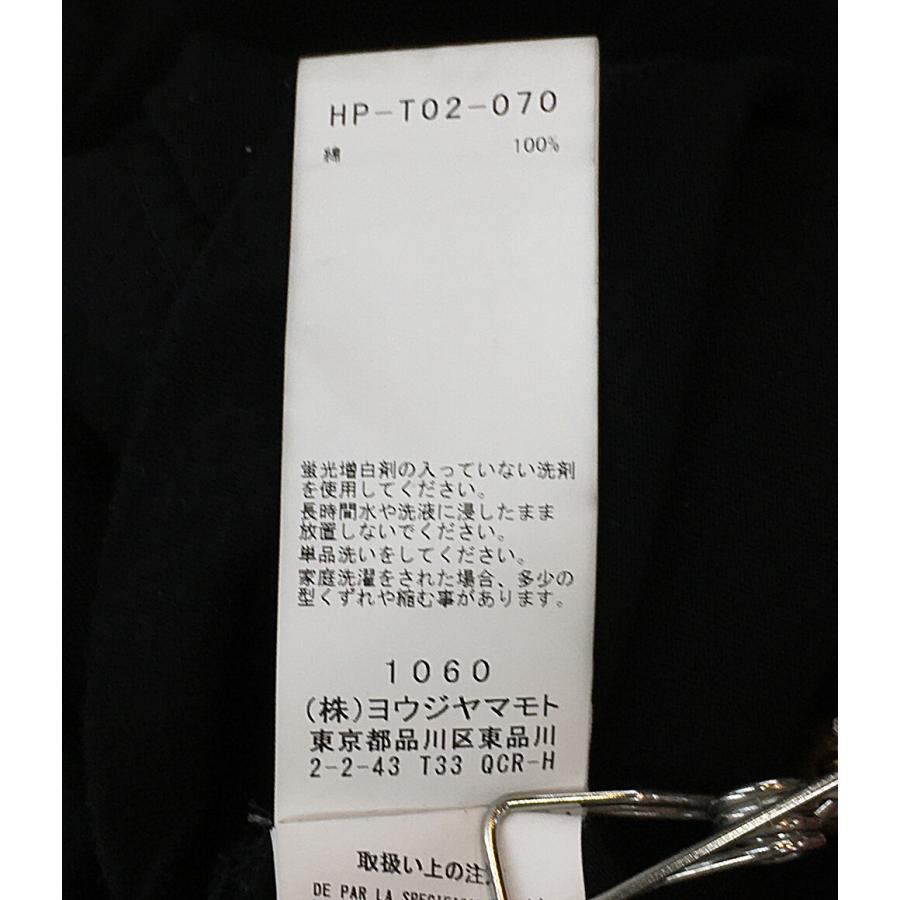 HP-T02-070
綿 100%
蛍光増白剤の入っていない洗剤
を使用してください。
長時間水や洗液に浸したまま
放置しないでください。
単品洗いをしてください。
家庭洗濯をされた場合、多少の
型くずれや縮む事があります。
1060
(株)ヨウジヤマモト
東京都品川区東品川
2-2-43 T33 QCR-H
取扱い上の注
DE PAR LA